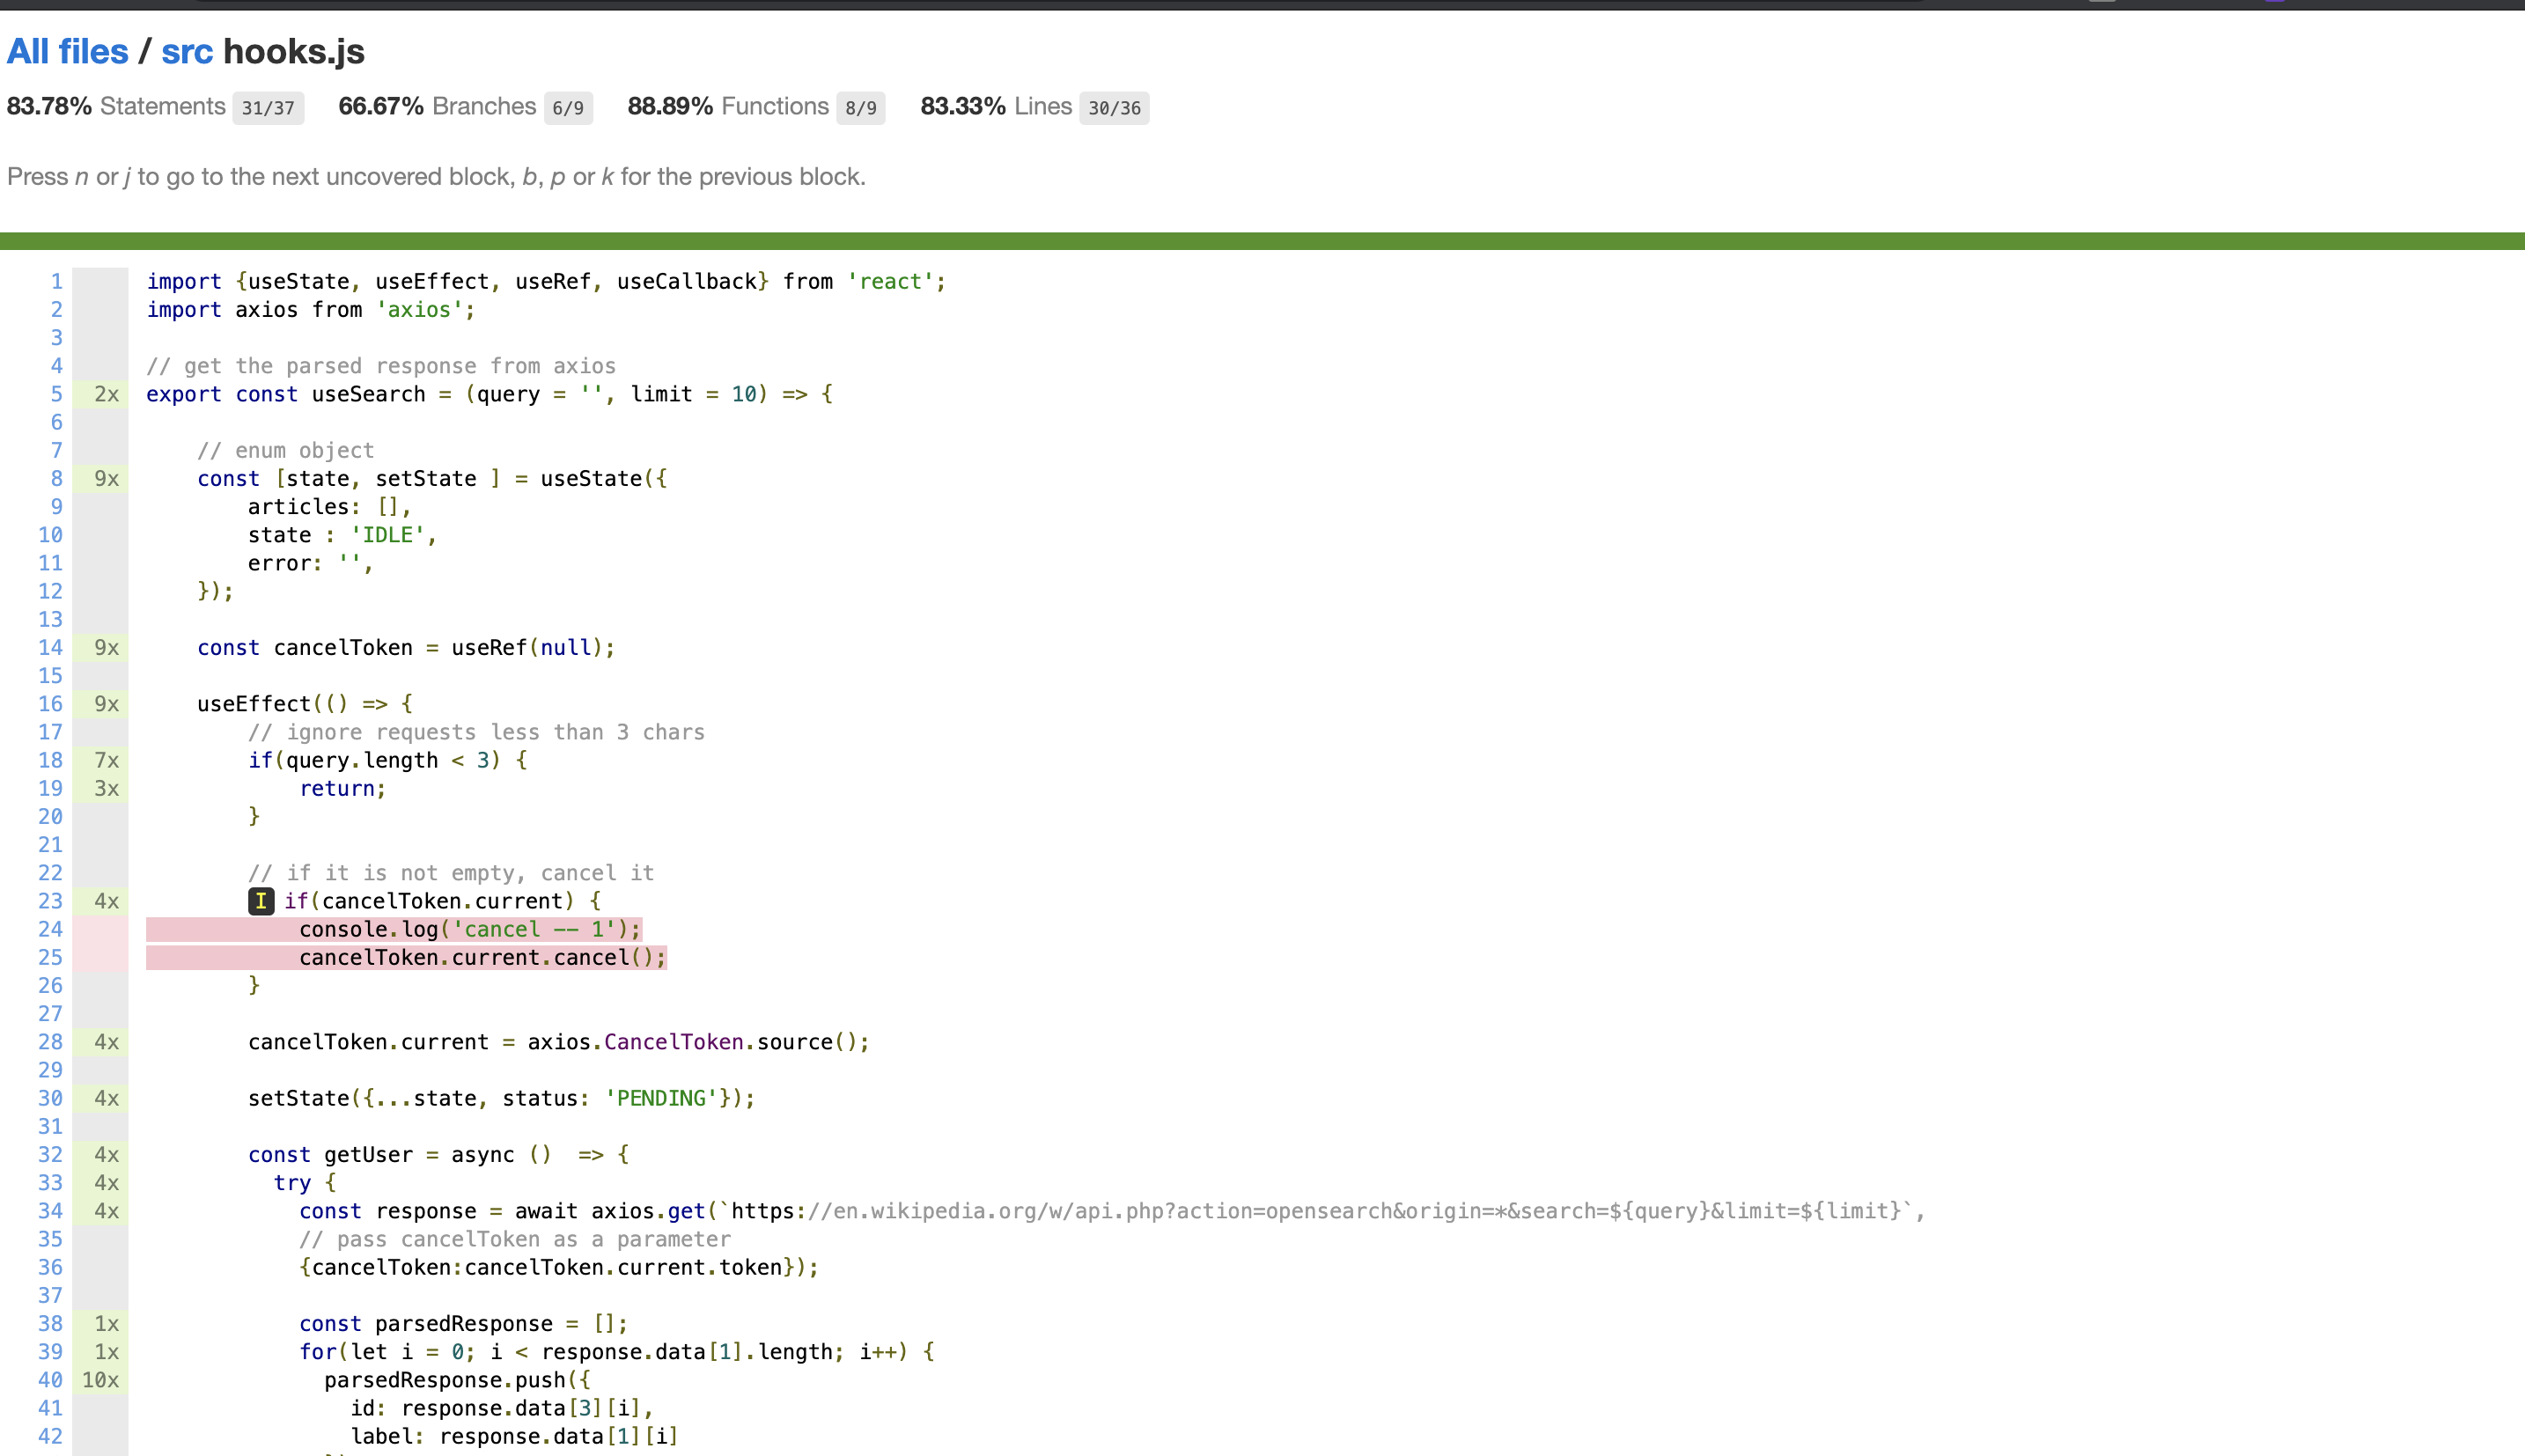 All files / src hooks.js
83.78% Statements 31/37 66.67% Branches 6/9 88.89% Functions 8/9 83.33% Lines 30/36
Press n or j to go to the next uncovered block, b, p or k for the previous block.
1 import {useState, useEffect, useRef, useCallback} from 'react';
2 import axios from 'axios';
3
4 // get the parsed response from axios
5 2x export const useSearch = (query = '', limit = 10) => {
6
7 // enum object
8 9x const [state, setState ] = useState({
9 articles: [],
10 state : 'IDLE',
11 error: '',
12 });
13
14 9x const cancelToken = useRef(null);
15
16 9x useEffect(() => {
17 // ignore requests less than 3 chars
18 7x if(query.length < 3) {
19 3x return;
20 }
21
22 // if it is not empty, cancel it
23 4x I if(cancelToken.current) {
24 console.log('cancel -- 1');
25 cancelToken.current.cancel();
26 }
27
28 4x cancelToken.current = axios.CancelToken.source();
29
30 4x setState({...state, status: 'PENDING'});
31
32 4x const getUser = async ()  => {
33 4x try {
34 4x const response = await axios.get(`https://en.wikipedia.org/w/api.php?action=opensearch&origin=*&search=${query}&limit=${limit}`,
35 // pass cancelToken as a parameter
36 {cancelToken:cancelToken.current.token});
37
38 1x const parsedResponse = [];
39 1x for(let i = 0; i < response.data[1].length; i++) {
40 10x parsedResponse.push({
41 id: response.data[3][i],
42 label: response.data[1][i]